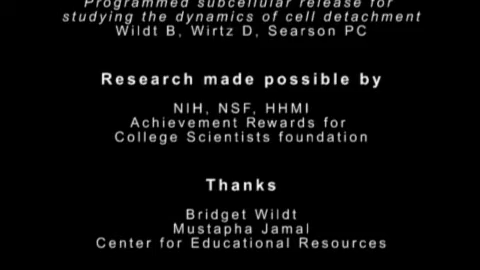 Programmed subcellular release for
studying the dynamics of cell detachment
Wildt B, Wirtz D, Searson PC
Research made possible by
NIH, NSF, HHMI
Achievement Rewards for
College Scientists foundation
Thanks
Bridget Wildt
Mustapha Jamal
Center for Educational Resources